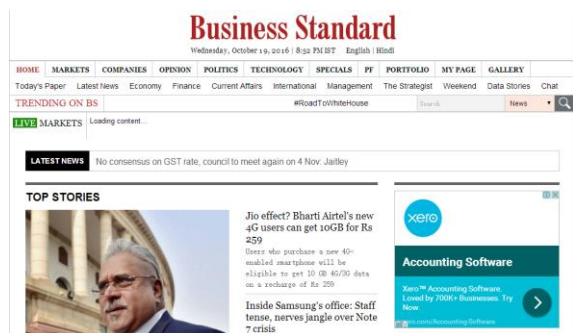 Business Standard
Wednesday, October 19, 2016 | 8:32 PM IST English | Hindi
HOME MARKETS COMPANIES OPINION POLITICS TECHNOLOGY SPECIALS PF PORTFOLIO MY PAGE GALLERY
Today's Paper Latest News Economy Finance Current Affairs International Management The Strategist Weekend Data Stories Chat
TRENDING ON BS #RoadToWhiteHouse Search News
LIVE MARKETS Loading content...
LATEST NEWS No consensus on GST rate, council to meet again on 4 Nov: Jaitley
TOP STORIES
Jio effect? Bharti Airtel's new
4G users can get 10GB for Rs
259
Users who purchase a new 4G-
enabled smartphone will be
eligible to get 10 GB 4G/3G data
on a recharge of Rs 259
Inside Samsung's office: Staff
tense, nerves jangle over Note
7 crisis
xero
Accounting Software
Xero™ Accounting Software.
Loved by 700K+ Businesses. Try
Now.
xero.com/Accounting-Software